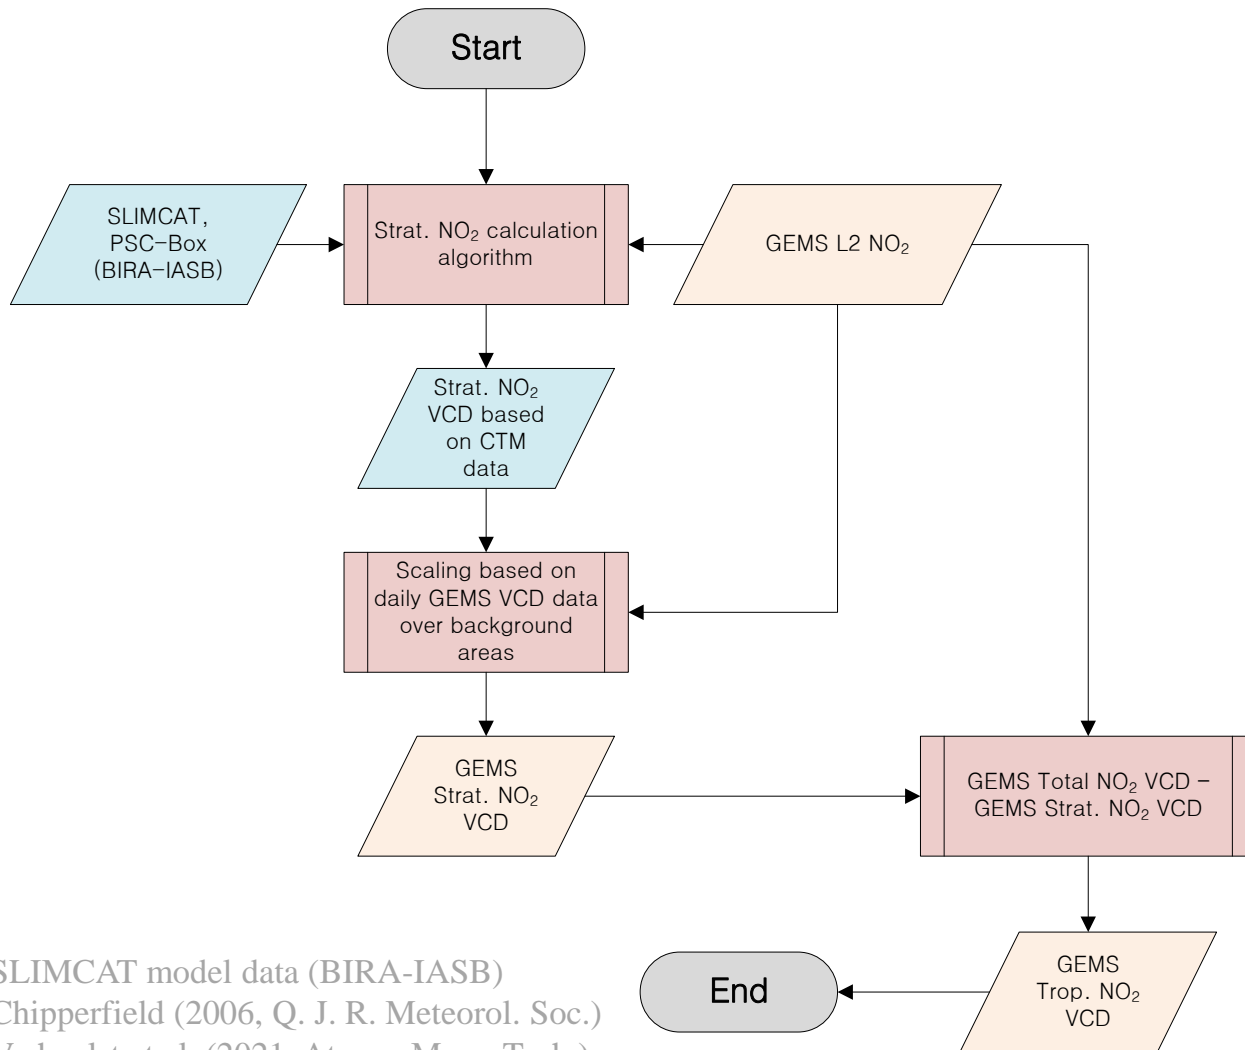 Start
SLIMCAT,
PSC-Box
(BIRA-IASB)
Strat. NO₂ calculation
algorithm
GEMS L2 NO₂
Strat. NO₂
VCD based
on CTM
data
Scaling based on
daily GEMS VCD data
over background
areas
GEMS
Strat. NO₂
VCD
GEMS Total NO₂ VCD -
GEMS Strat. NO₂ VCD
GEMS
Trop. NO₂
VCD
End
SLIMCAT model data (BIRA-IASB)
Chipperfield (2006, Q. J. R. Meteorol. Soc.)
(2021,